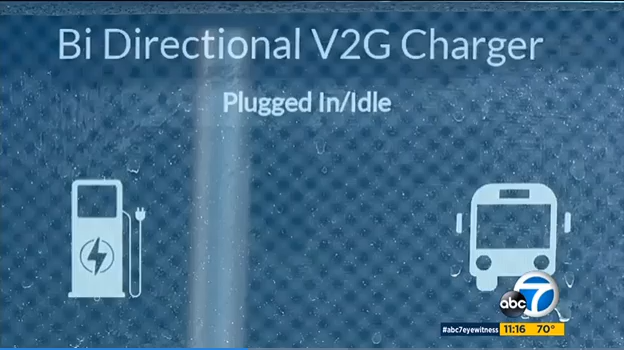 Bi Directional V2G Charger
Plugged In/Idle
abc 7
#abc7eyewitness 11:16 70°